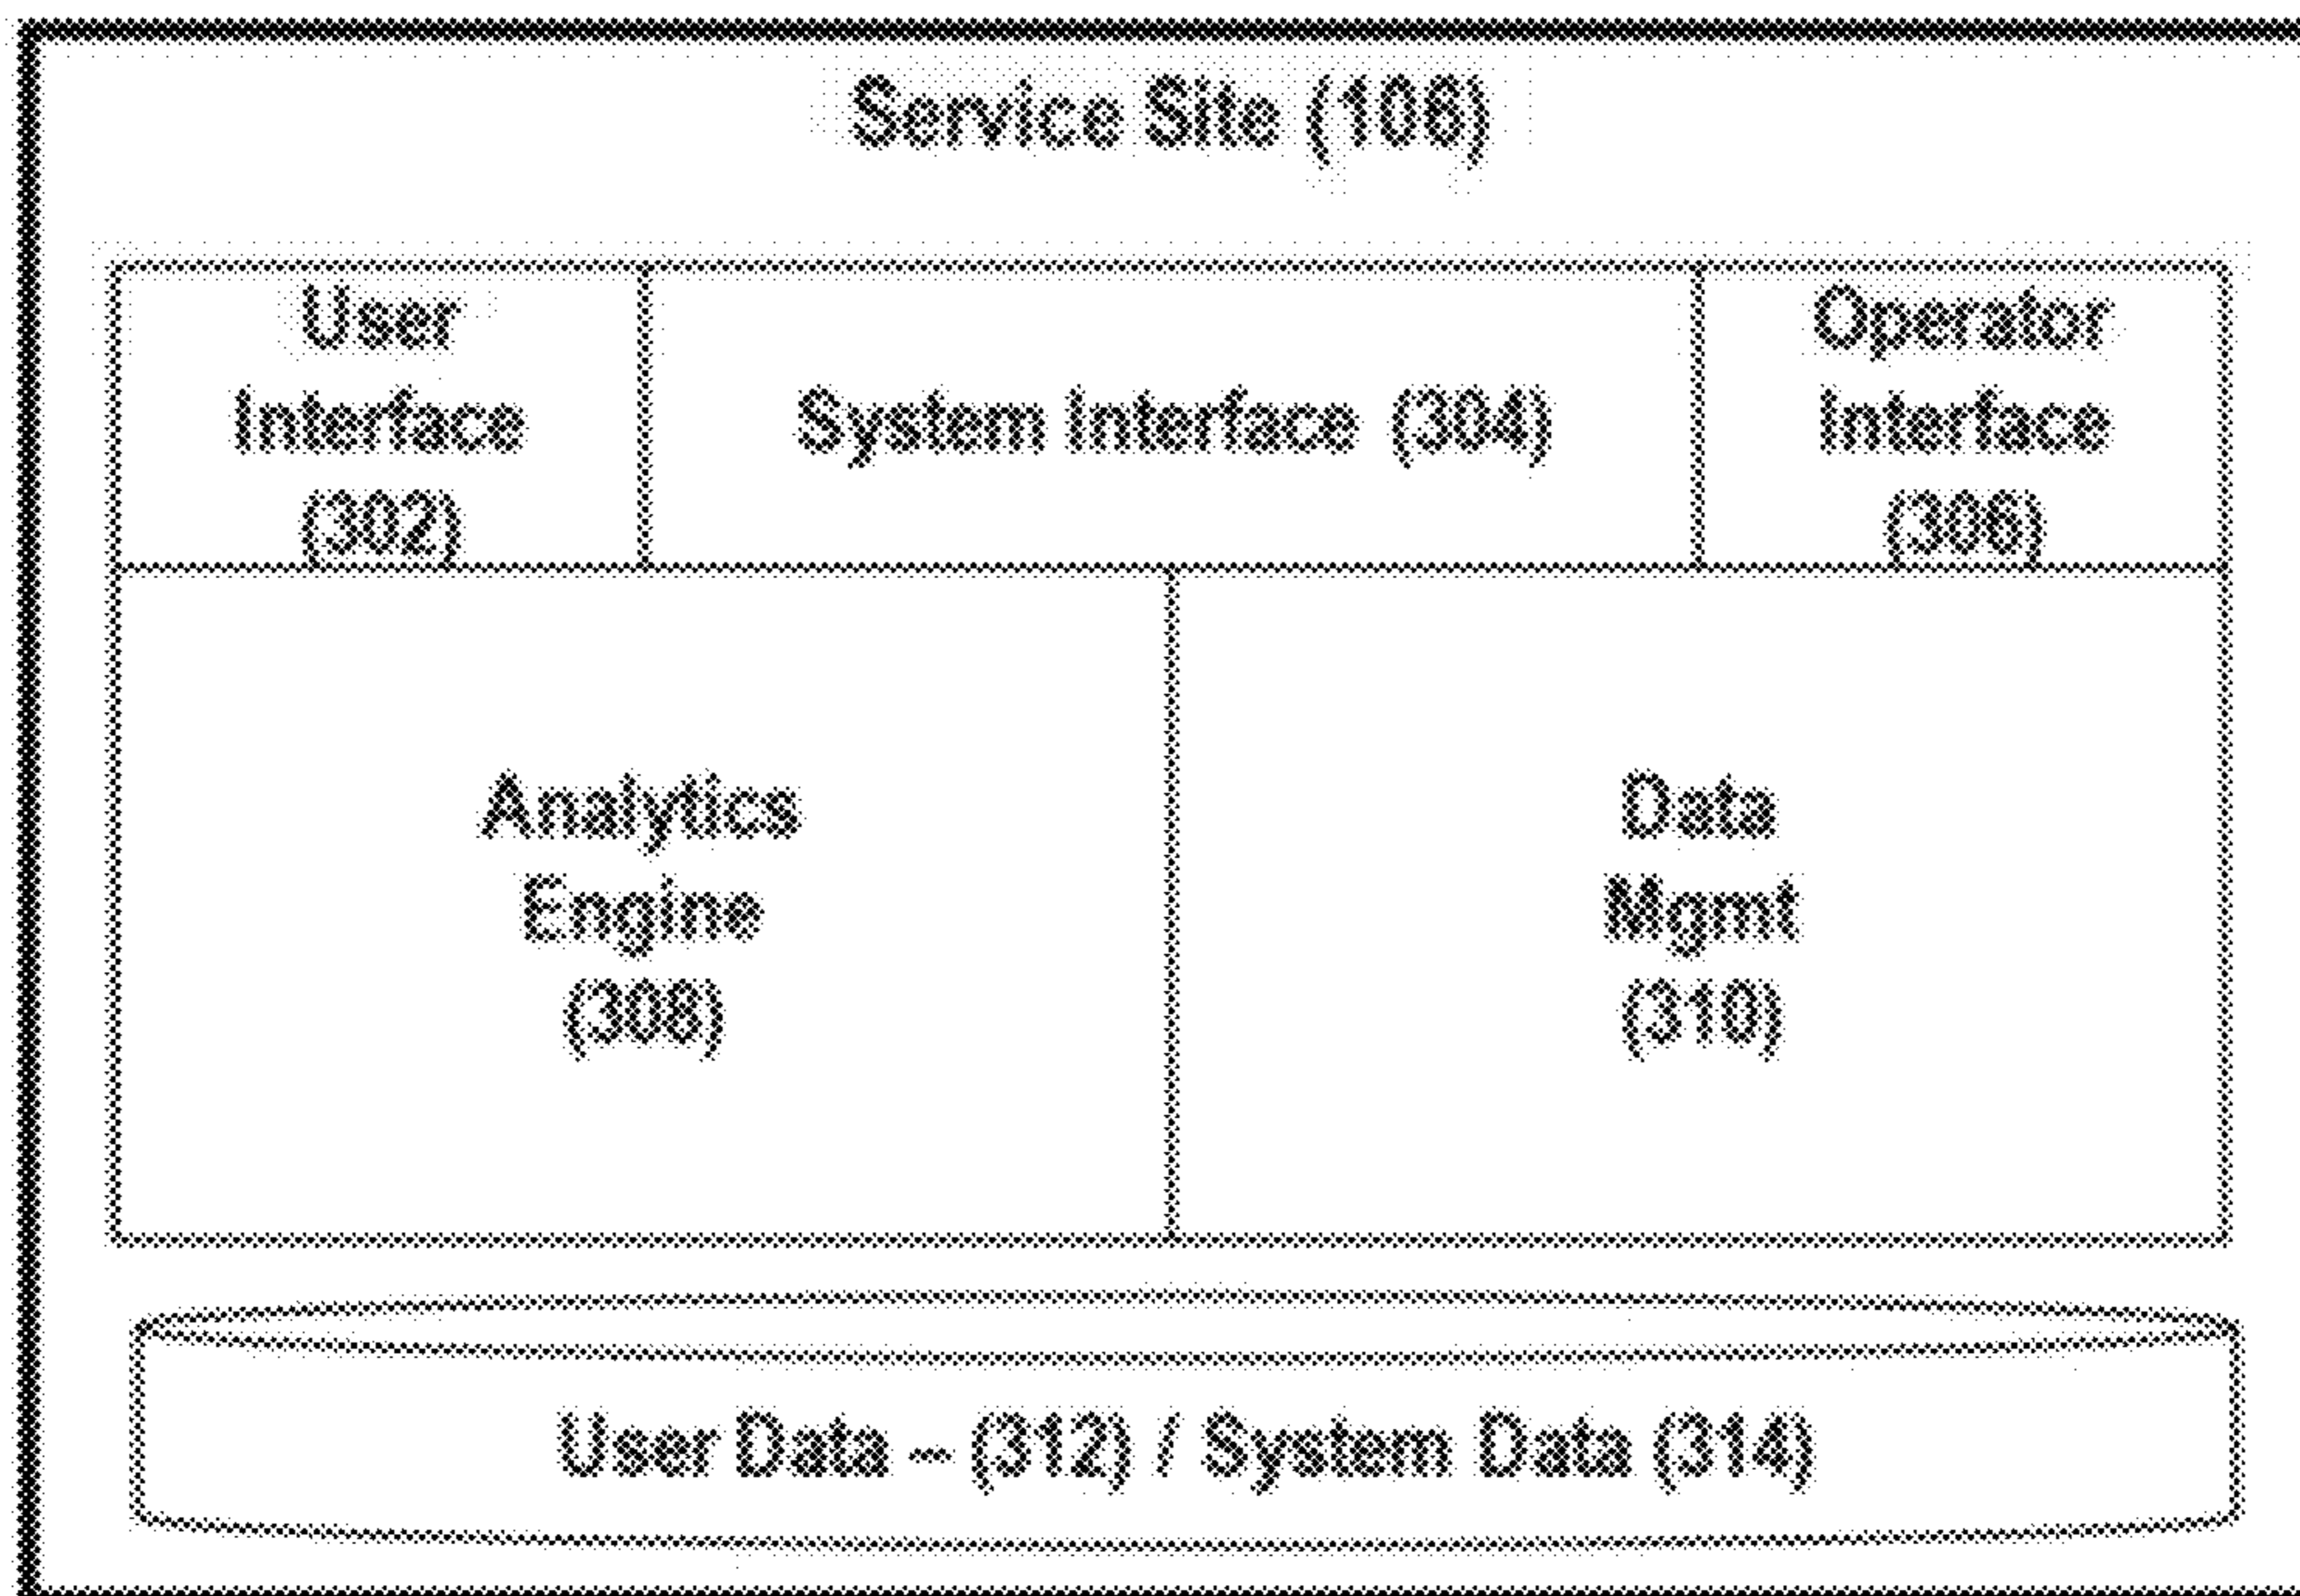 Service Site (106)
User
Interface
(302)
System Interface (304)
Operator
Interface
(306)
Analytics
Engine
(308)
Data
Mgmt
(310)
User Data – (312) / System Data (314)